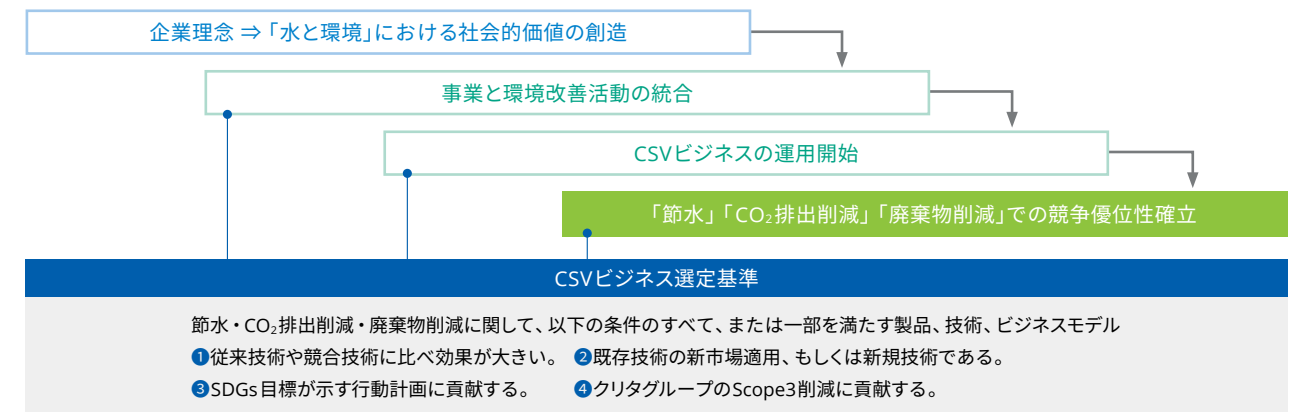 企業理念 ⇒「水と環境」における社会的価値の創造
事業と環境改善活動の統合
CSVビジネスの運用開始
「節水」「CO₂排出削減」「廃棄物削減」での競争優位性確立
CSVビジネス選定基準
節水・CO₂排出削減・廃棄物削減に関して、以下の条件のすべて、または一部を満たす製品、技術、ビジネスモデル
❶従来技術や競合技術に比べ効果が大きい。 ❷既存技術の新市場適用、もしくは新規技術である。
❸SDGs目標が示す行動計画に貢献する。 ❹クリタグループのScope3削減に貢献する。